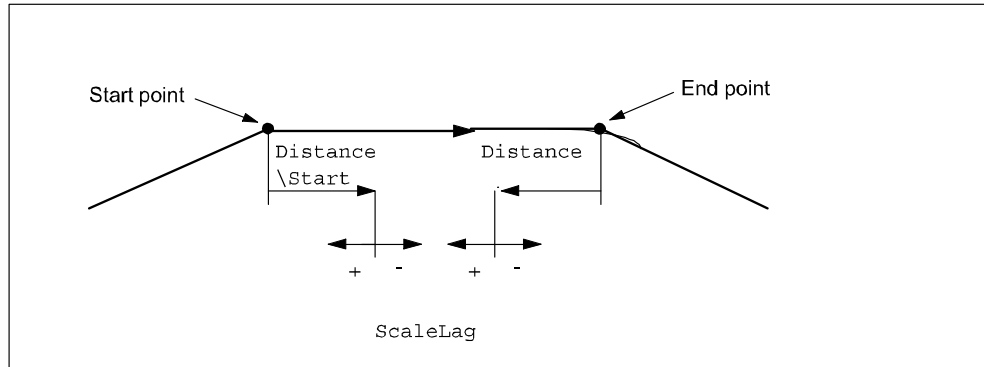 Start point
End point
Distance
\Start
Distance
+ -
+ -
ScaleLag